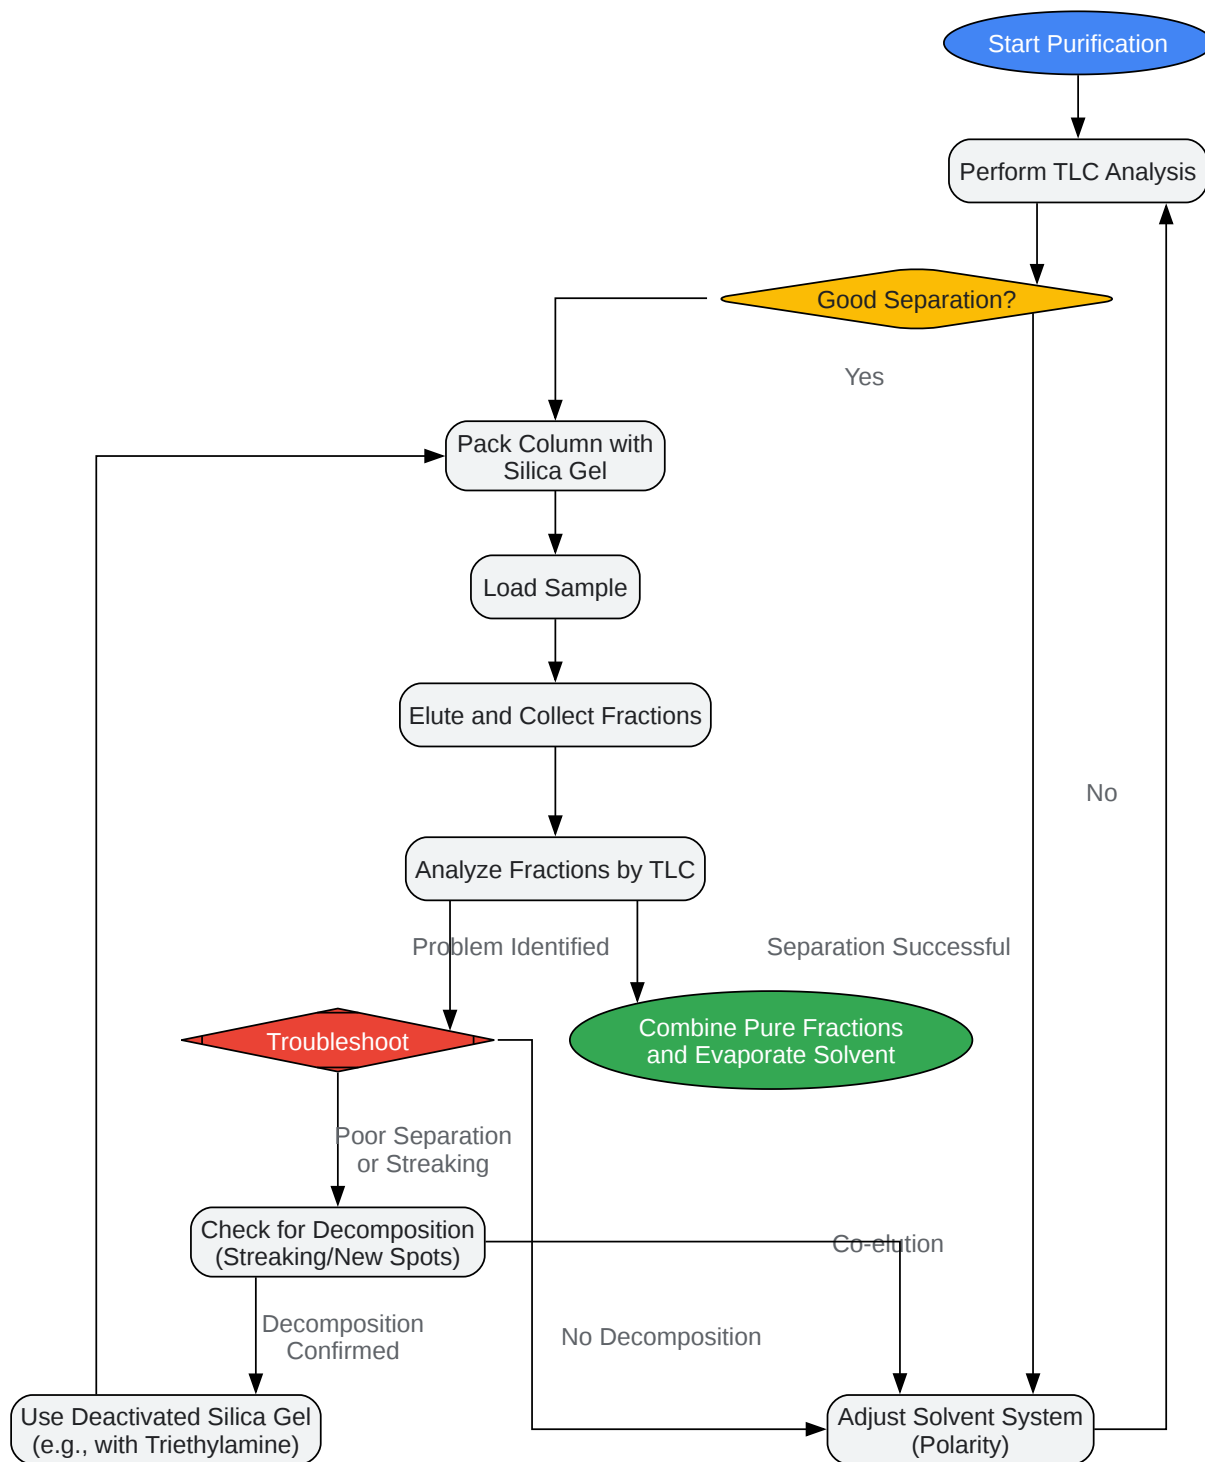 Start Purification
Perform TLC Analysis
Good Separation?
Yes
Pack Column with
Silica Gel
Load Sample
Elute and Collect Fractions
No
Analyze Fractions by TLC
Problem Identified
Separation Successful
Troubleshoot
Combine Pure Fractions
and Evaporate Solvent
Poor Separation
or Streaking
Check for Decomposition
(Streaking/New Spots)
Co-elution
Decomposition
Confirmed
No Decomposition
Use Deactivated Silica Gel
(e.g., with Triethylamine)
Adjust Solvent System
(Polarity)